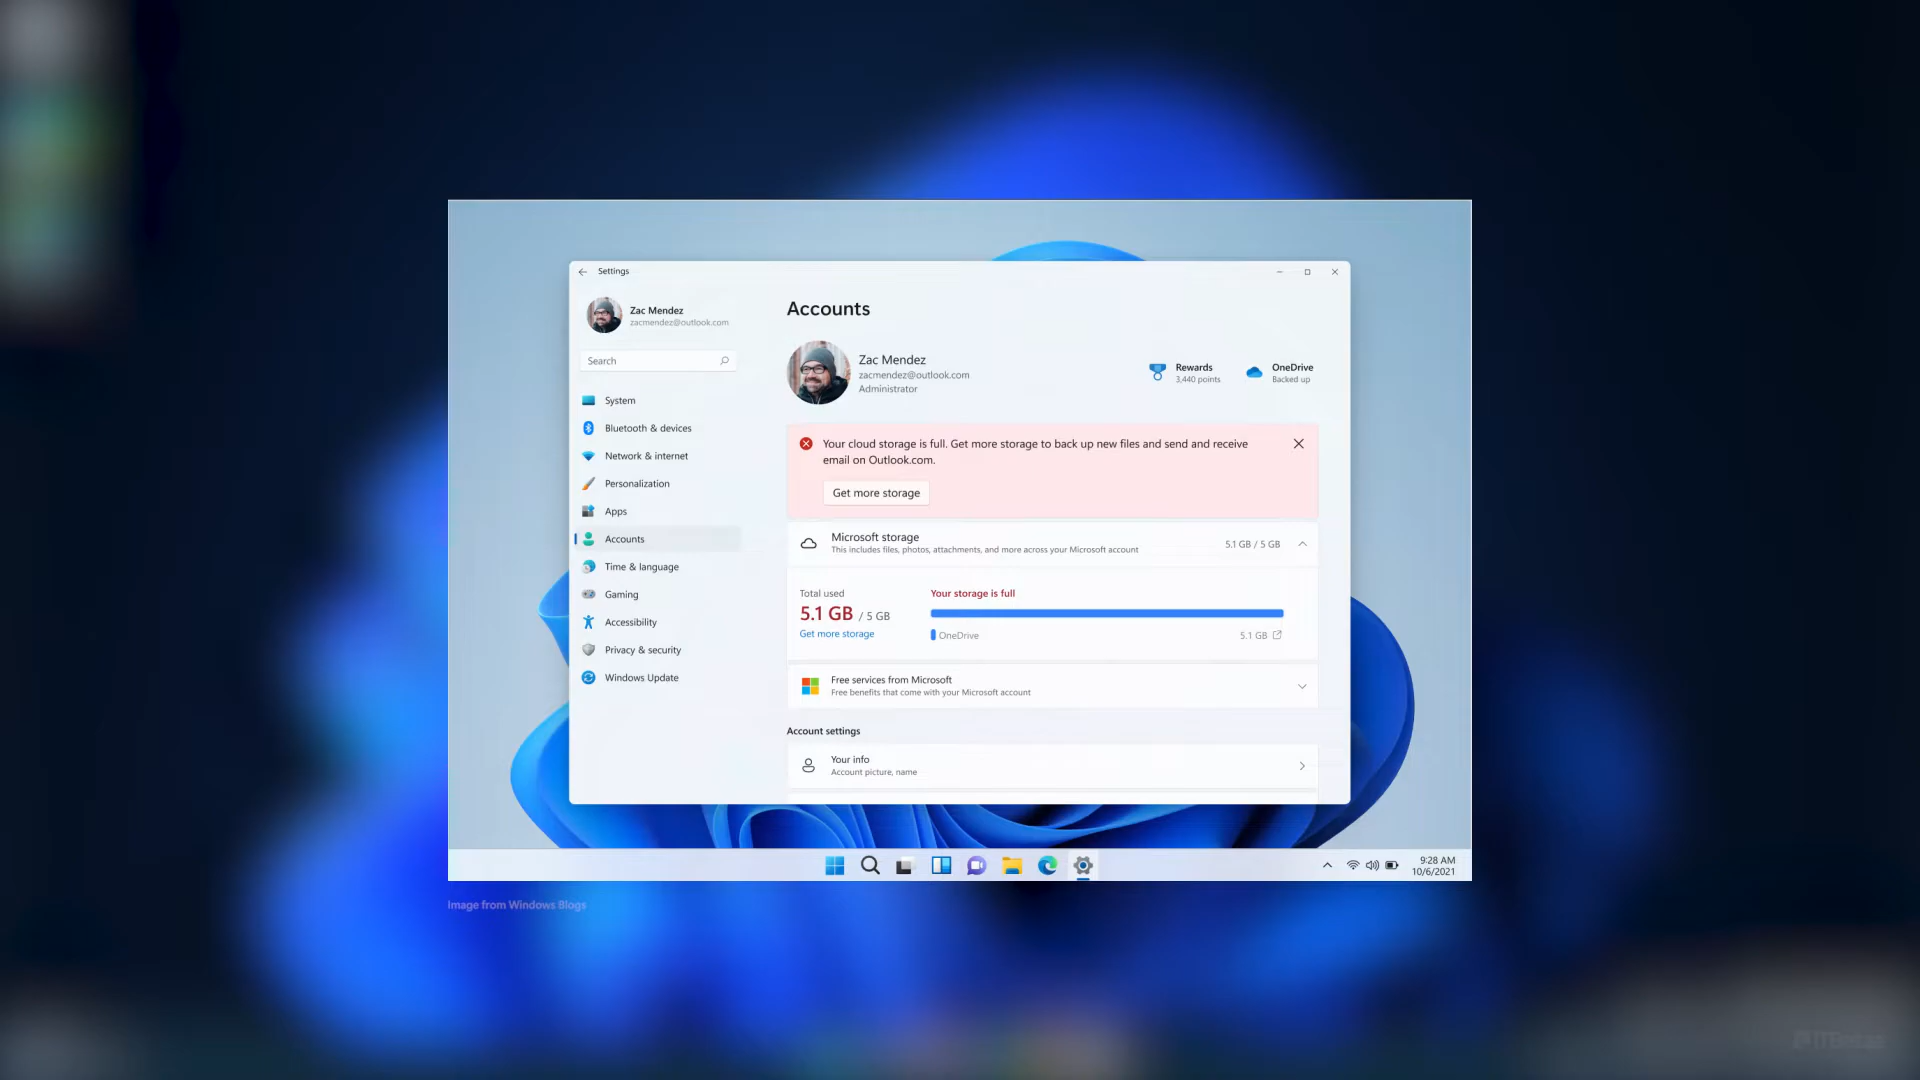 Settings
Zac Mendez
zacmendez@outlook.com
Search
System
Bluetooth & devices
Network & internet
Personalization
Apps
Accounts
Time & language
Gaming
Accessibility
Privacy & security
Windows Update
Accounts
Zac Mendez
zacmendez@outlook.com
Administrator
Rewards
3,440 points
OneDrive
Backed up
Your cloud storage is full. Get more storage to back up new files and send and receive
email on Outlook.com.
Get more storage
Microsoft storage
This includes files, photos, attachments, and more across your Microsoft account
5.1 GB / 5 GB
Total used
5.1 GB / 5 GB
Get more storage
Your storage is full
OneDrive
5.1 GB
Free services from Microsoft
Free benefits that come with your Microsoft account
Account settings
Your info
Account picture, name
9:28 AM
10/6/2021
Image from Windows Blogs